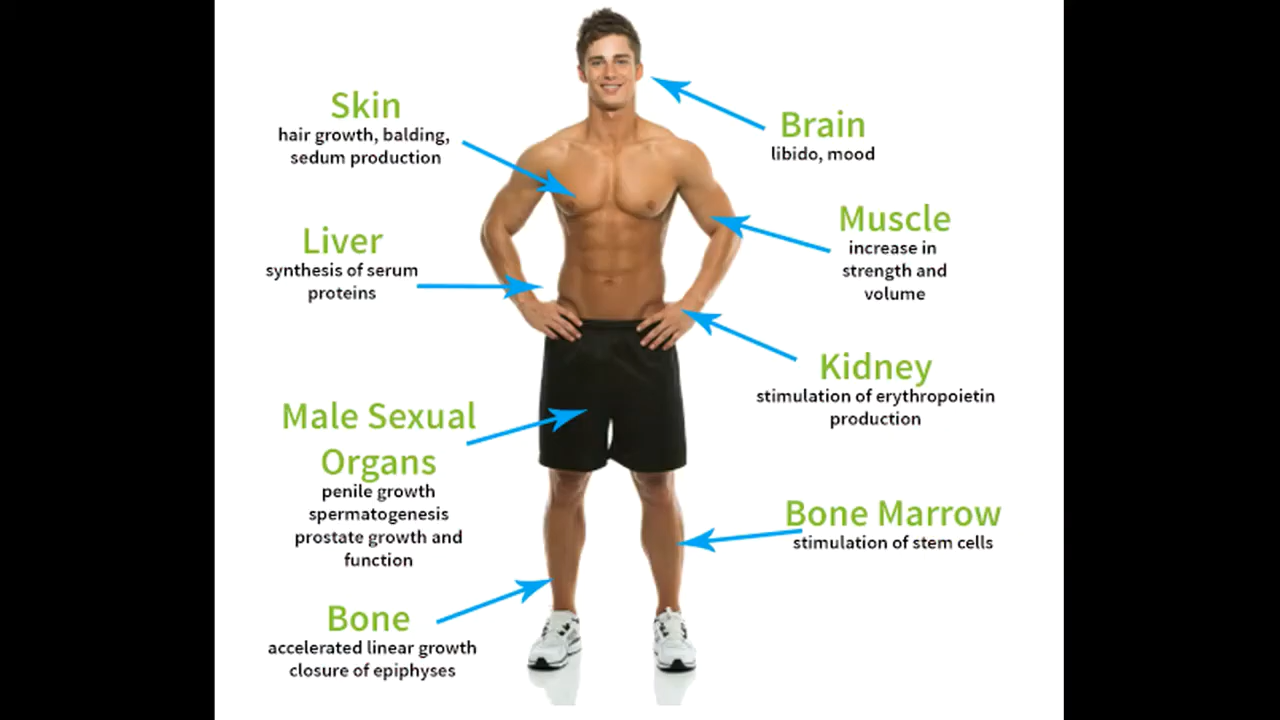 Skin
hair growth, balding,
sedum production
Liver
synthesis of serum
proteins
Male Sexual
Organs
penile growth
spermatogenesis
prostate growth and
function
Bone
accelerated linear growth
closure of epiphyses
Brain
libido, mood
Muscle
increase in
strength and
volume
Kidney
stimulation of erythropoietin
production
Bone Marrow
stimulation of stem cells